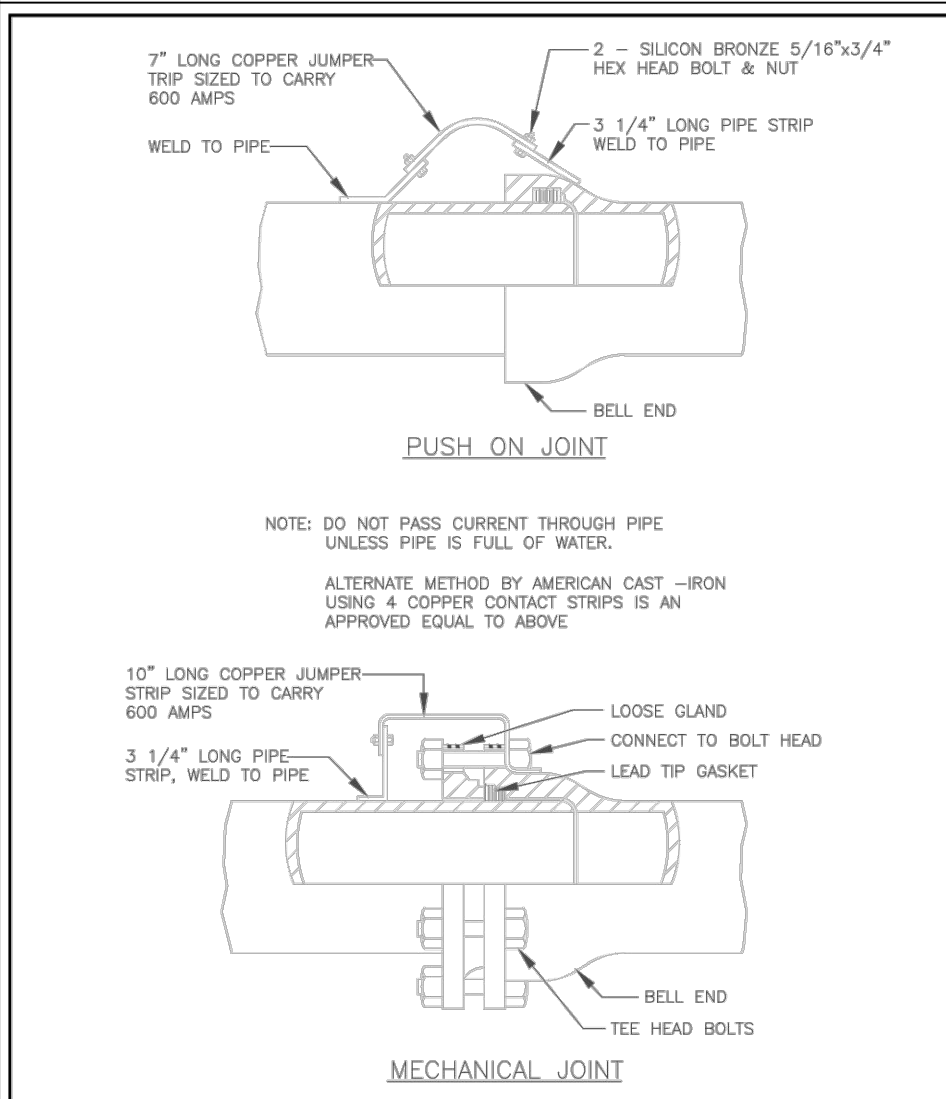 7" LONG COPPER JUMPER
TRIP SIZED TO CARRY
600 AMPS
2 - SILICON BRONZE 5/16"x3/4"
HEX HEAD BOLT & NUT
3 1/4" LONG PIPE STRIP
WELD TO PIPE
WELD TO PIPE
BELL END
PUSH ON JOINT
NOTE: DO NOT PASS CURRENT THROUGH PIPE
UNLESS PIPE IS FULL OF WATER.
ALTERNATE METHOD BY AMERICAN CAST -IRON
USING 4 COPPER CONTACT STRIPS IS AN
APPROVED EQUAL TO ABOVE
10" LONG COPPER JUMPER
STRIP SIZED TO CARRY
600 AMPS
3 1/4" LONG PIPE
STRIP, WELD TO PIPE
LOOSE GLAND
CONNECT TO BOLT HEAD
LEAD TIP GASKET
BELL END
TEE HEAD BOLTS
MECHANICAL JOINT